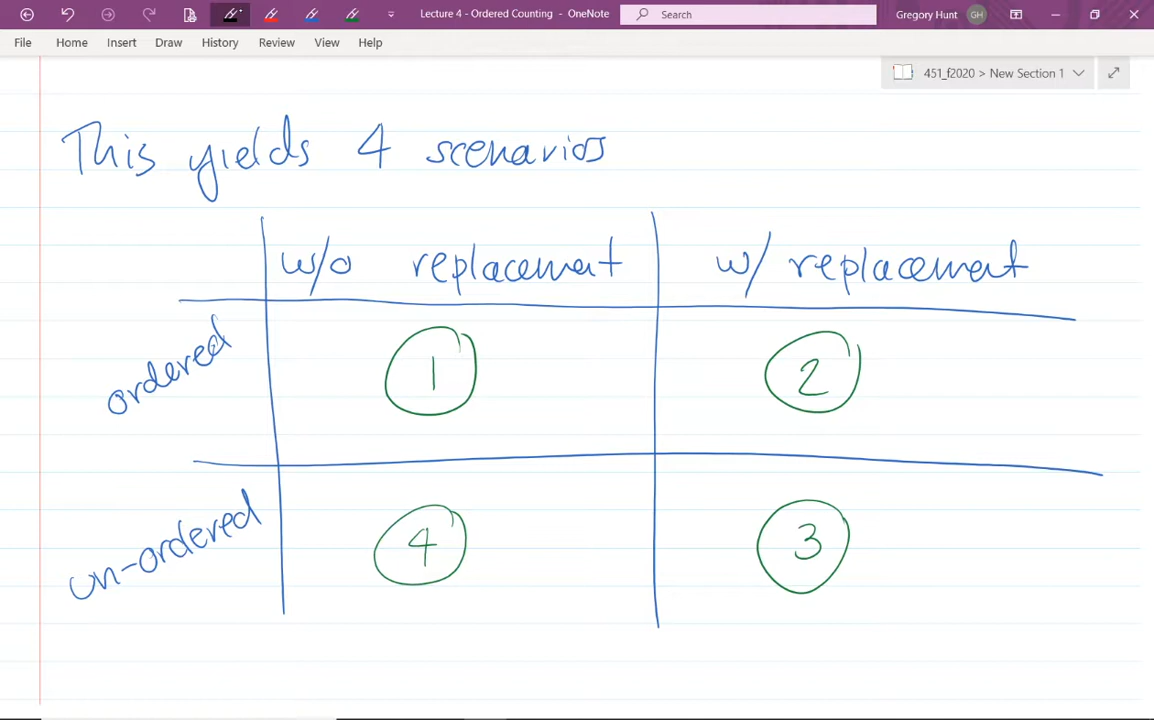 Lecture 4 - Ordered Counting - OneNote
Search
Gregory Hunt
GH
File Home Insert Draw History Review View Help
451_f2020 > New Section 1
This yields 4 scenarios
w/o replacement w/ replacement
ordered 1 2
un-ordered 4 3